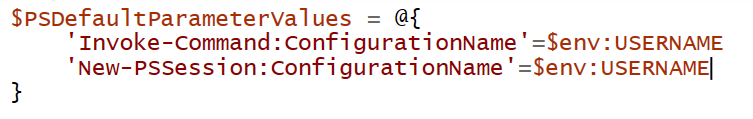 $PSDefaultParameterValues = @{
    'Invoke-Command:ConfigurationName'=$env:USERNAME
    'New-PSSession:ConfigurationName'=$env:USERNAME
}